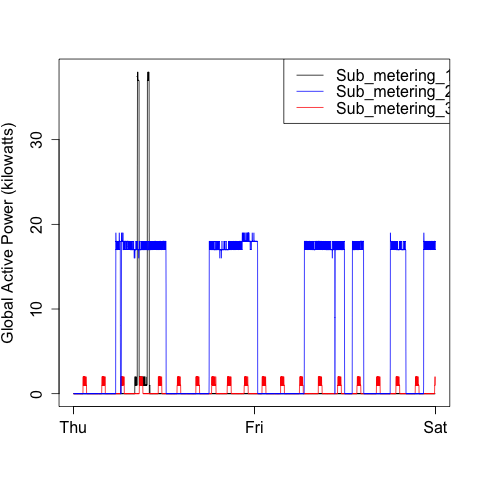 Sub_metering_1
Sub_metering_2
Sub_metering_3
Global Active Power (kilowatts)
30
20
10
0
Thu Fri Sat